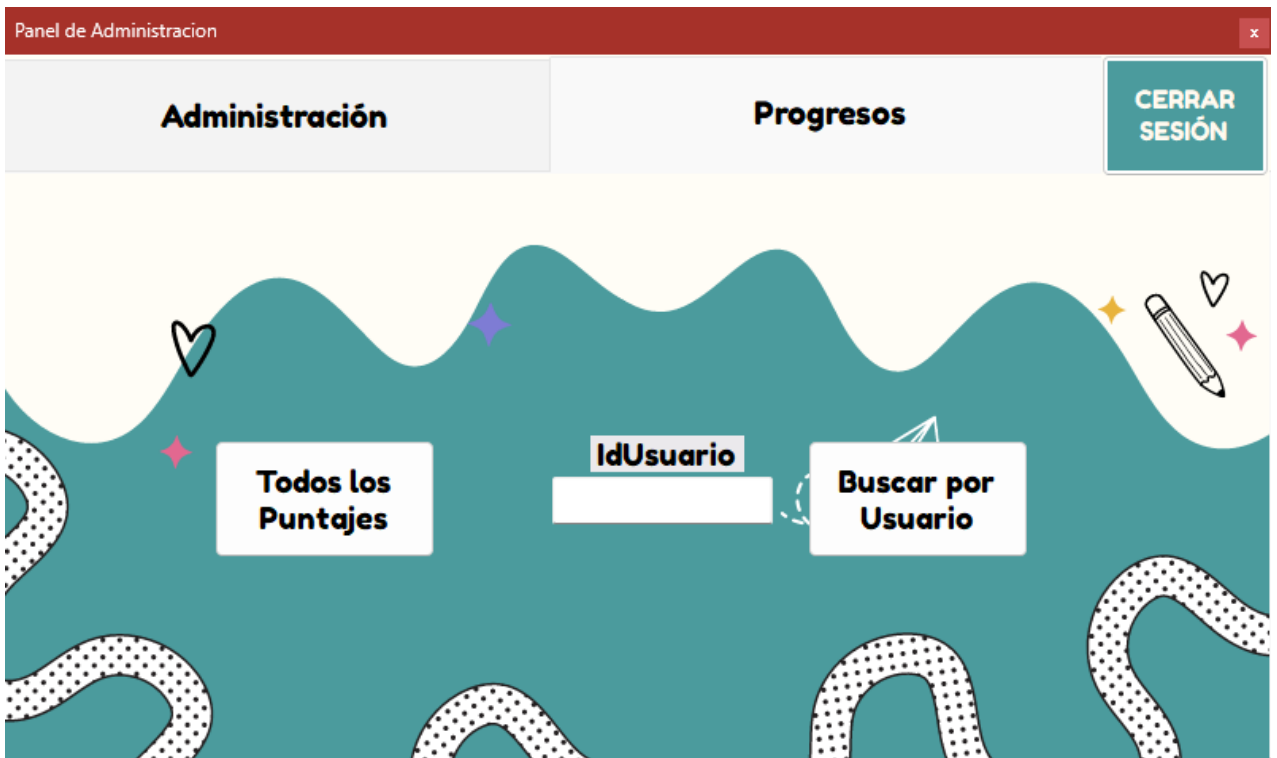 Panel de Administracion
x
Administración
Progresos
CERRAR
SESIÓN
Todos los
Puntajes
IdUsuario
Buscar por
Usuario